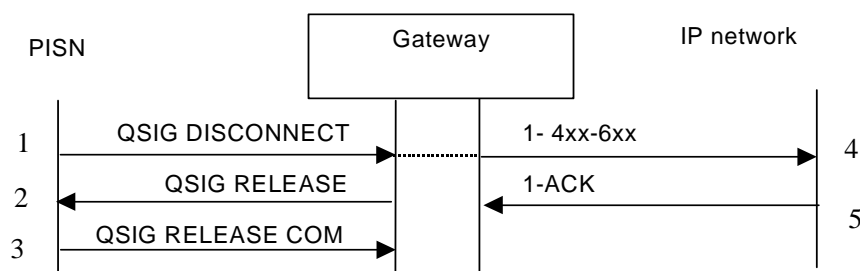 PISN
Gateway
IP network
1 QSIG DISCONNECT 1- 4xx-6xx 4
2 QSIG RELEASE 1-ACK 5
3 QSIG RELEASE COM